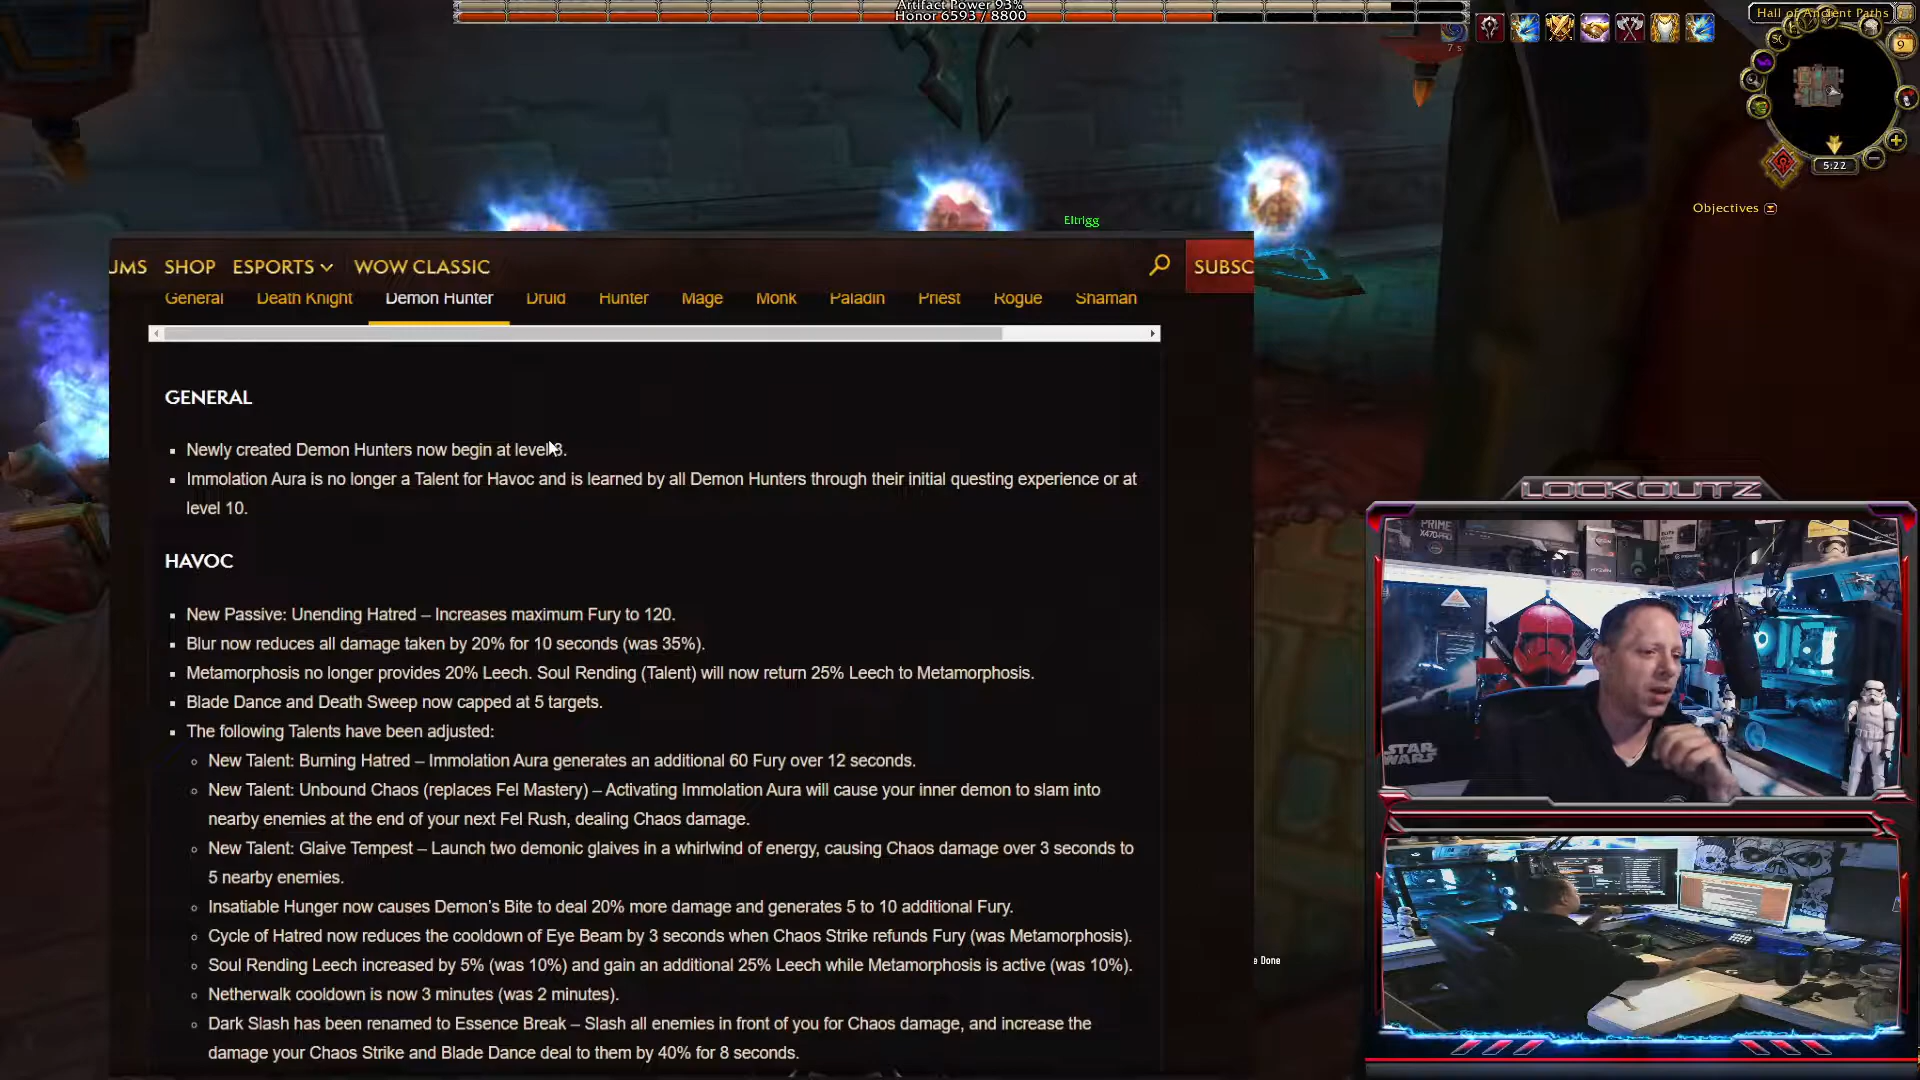 Artifact Power 93%
Honor 6593 / 8800
Hall of Ancient Paths
9
7 s
5:22
Objectives
Eitrigg
UMS SHOP ESPORTS WOW CLASSIC SUBSC
General Death Knight Demon Hunter Druid Hunter Mage Monk Paladin Priest Rogue Shaman
GENERAL
Newly created Demon Hunters now begin at level 8.
Immolation Aura is no longer a Talent for Havoc and is learned by all Demon Hunters through their initial questing experience or at
level 10.
HAVOC
New Passive: Unending Hatred – Increases maximum Fury to 120.
Blur now reduces all damage taken by 20% for 10 seconds (was 35%).
Metamorphosis no longer provides 20% Leech. Soul Rending (Talent) will now return 25% Leech to Metamorphosis.
Blade Dance and Death Sweep now capped at 5 targets.
The following Talents have been adjusted:
New Talent: Burning Hatred – Immolation Aura generates an additional 60 Fury over 12 seconds.
New Talent: Unbound Chaos (replaces Fel Mastery) – Activating Immolation Aura will cause your inner demon to slam into
nearby enemies at the end of your next Fel Rush, dealing Chaos damage.
New Talent: Glaive Tempest – Launch two demonic glaives in a whirlwind of energy, causing Chaos damage over 3 seconds to
5 nearby enemies.
Insatiable Hunger now causes Demon's Bite to deal 20% more damage and generates 5 to 10 additional Fury.
Cycle of Hatred now reduces the cooldown of Eye Beam by 3 seconds when Chaos Strike refunds Fury (was Metamorphosis).
Soul Rending Leech increased by 5% (was 10%) and gain an additional 25% Leech while Metamorphosis is active (was 10%).
Netherwalk cooldown is now 3 minutes (was 2 minutes).
Dark Slash has been renamed to Essence Break – Slash all enemies in front of you for Chaos damage, and increase the
damage your Chaos Strike and Blade Dance deal to them by 40% for 8 seconds.
e Done
LOCKOUTZ
PRIME
X470-PRO
STAR
WARS